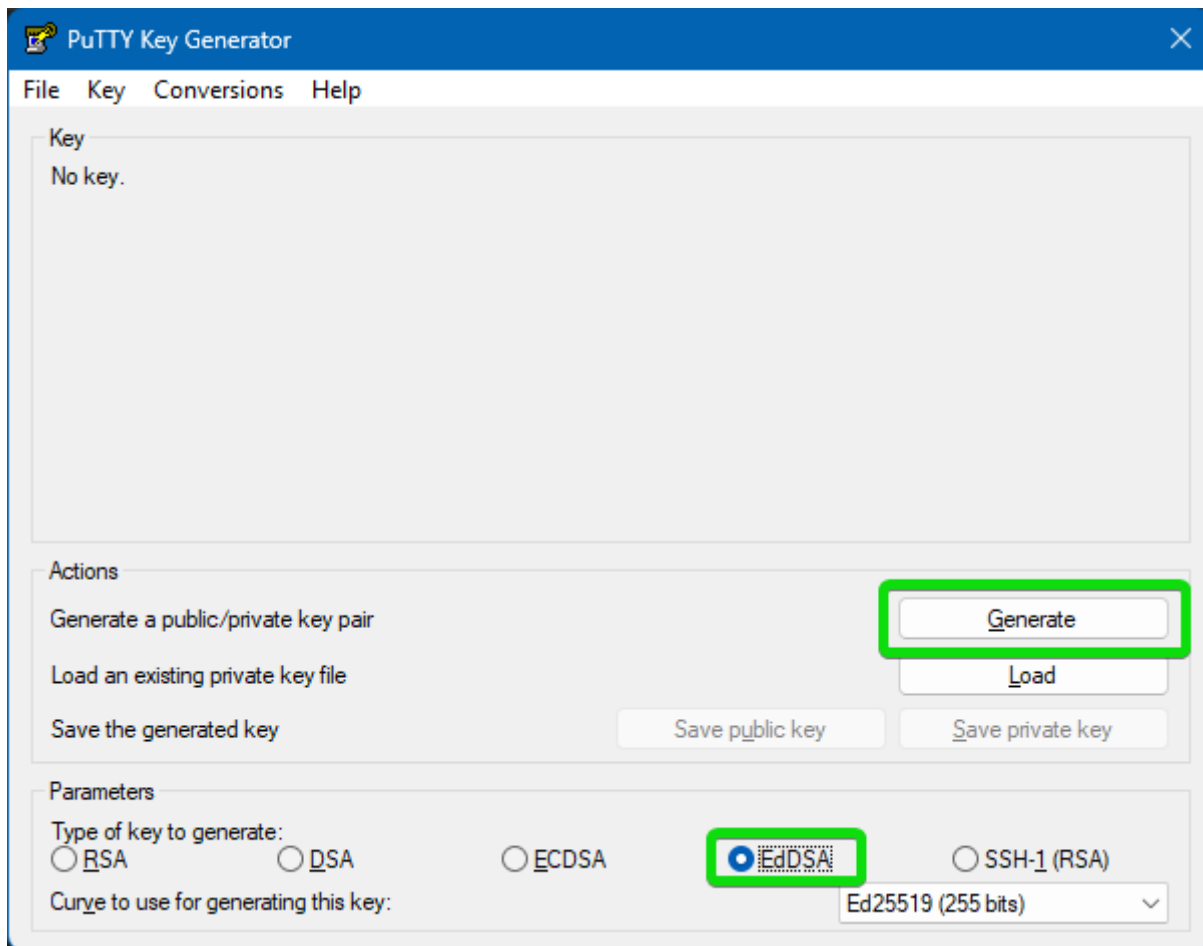 PuTTY Key Generator
File Key Conversions Help
Key
No key.
Actions
Generate a public/private key pair Generate
Load an existing private key file Load
Save the generated key Save public key Save private key
Parameters
Type of key to generate:
RSA DSA ECDSA EdDSA SSH-1 (RSA)
Curve to use for generating this key: Ed25519 (255 bits)